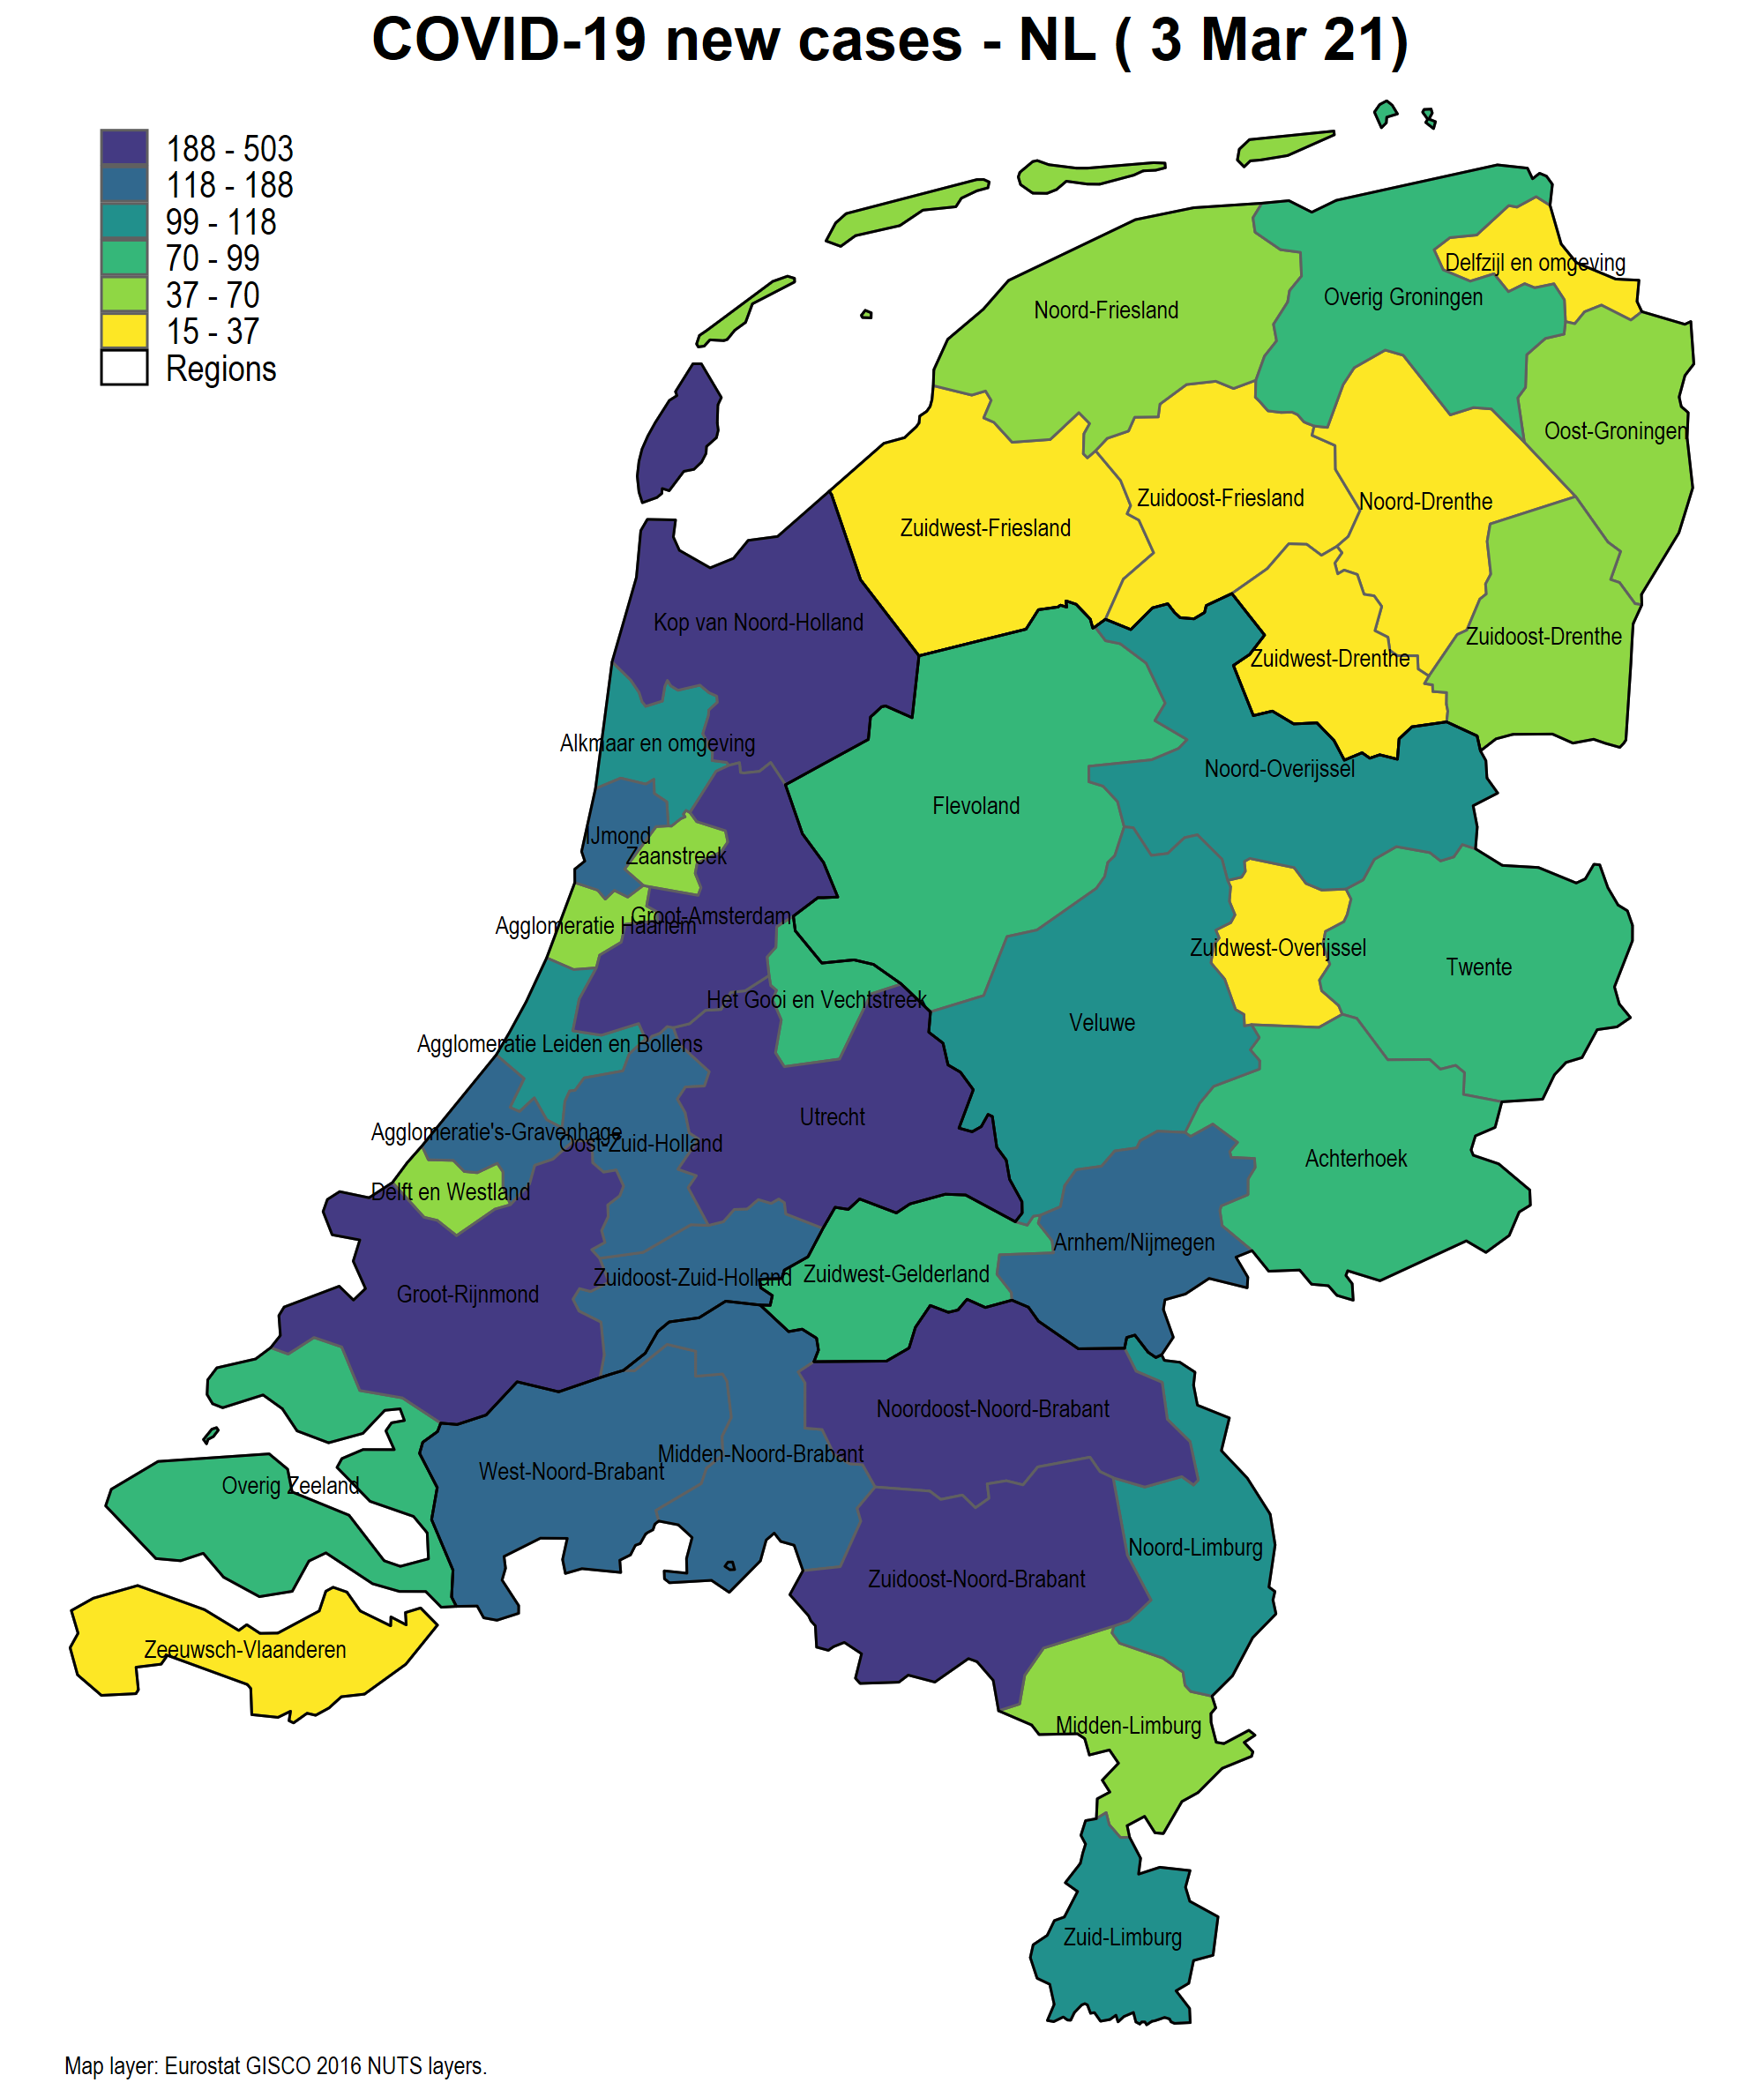 COVID-19 new cases - NL ( 3 Mar 21)
188 - 503
118 - 188
99 - 118
70 - 99
37 - 70
15 - 37
Regions
Delfzijl en omgeving
Overig Groningen
Noord-Friesland
Oost-Groningen
Zuidoost-Friesland
Noord-Drenthe
Zuidwest-Friesland
Kop van Noord-Holland
Zuidoost-Drenthe
Zuidwest-Drenthe
Alkmaar en omgeving
Noord-Overijssel
Flevoland
IJmond
Zaanstreek
Groot-Amsterdam
Agglomeratie Haarlem
Zuidwest-Overijssel
Twente
Het Gooi en Vechtstreek
Veluwe
Agglomeratie Leiden en Bollens
Utrecht
Agglomeratie's-Gravenhage
Oost-Zuid-Holland
Achterhoek
Delft en Westland
Arnhem/Nijmegen
Zuidwest-Gelderland
Zuidoost-Zuid-Holland
Groot-Rijnmond
Noordoost-Noord-Brabant
Midden-Noord-Brabant
West-Noord-Brabant
Overig Zeeland
Noord-Limburg
Zuidoost-Noord-Brabant
Zeeuwsch-Vlaanderen
Midden-Limburg
Zuid-Limburg
Map layer: Eurostat GISCO 2016 NUTS layers.